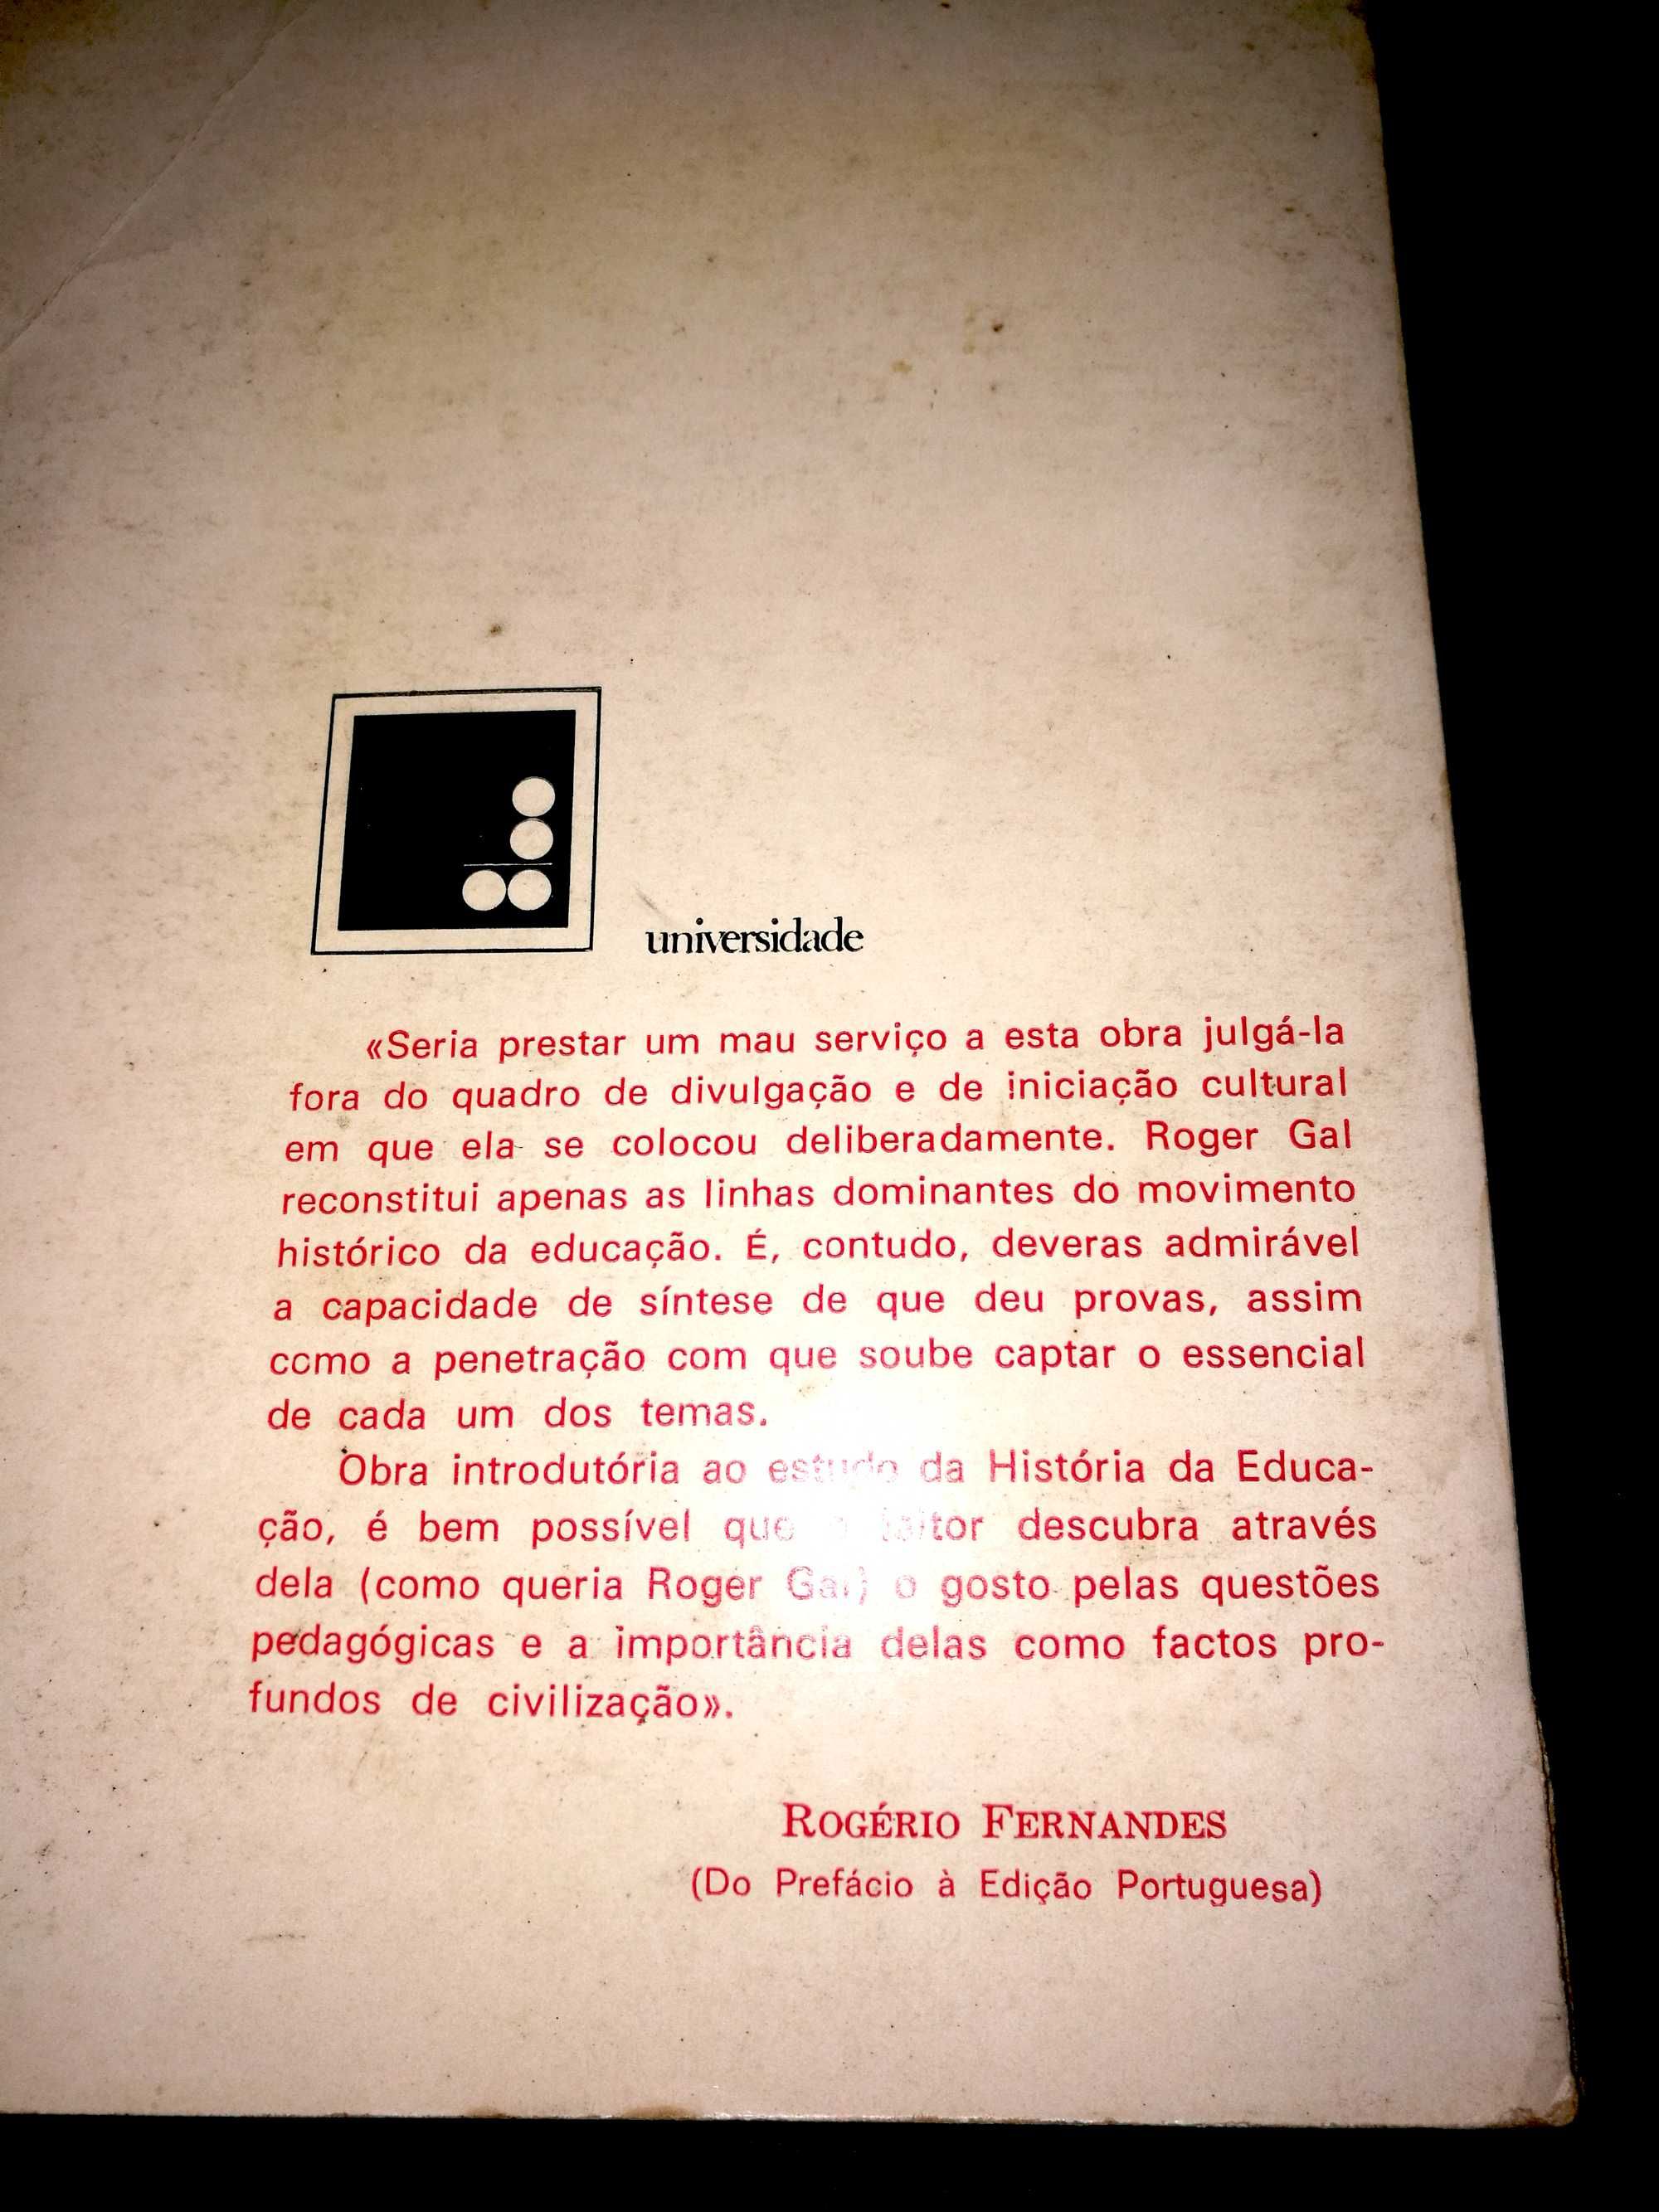 universidade
«Seria prestar um mau serviço a esta obra julgá-la
fora do quadro de divulgação e de iniciação cultural
em que ela se colocou deliberadamente. Roger Gal
reconstitui apenas as linhas dominantes do movimento
histórico da educação. É, contudo, deveras admirável
a capacidade de síntese de que deu provas, assim
como a penetração com que soube captar o essencial
de cada um dos temas.
Obra introdutória ao estudo da História da Educa-
ção, é bem possível que o leitor descubra através
dela (como queria Roger Gal) o gosto pelas questões
pedagógicas e a importância delas como factos pro-
fundos de civilização».
ROGÉRIO FERNANDES
(Do Prefácio à Edição Portuguesa)